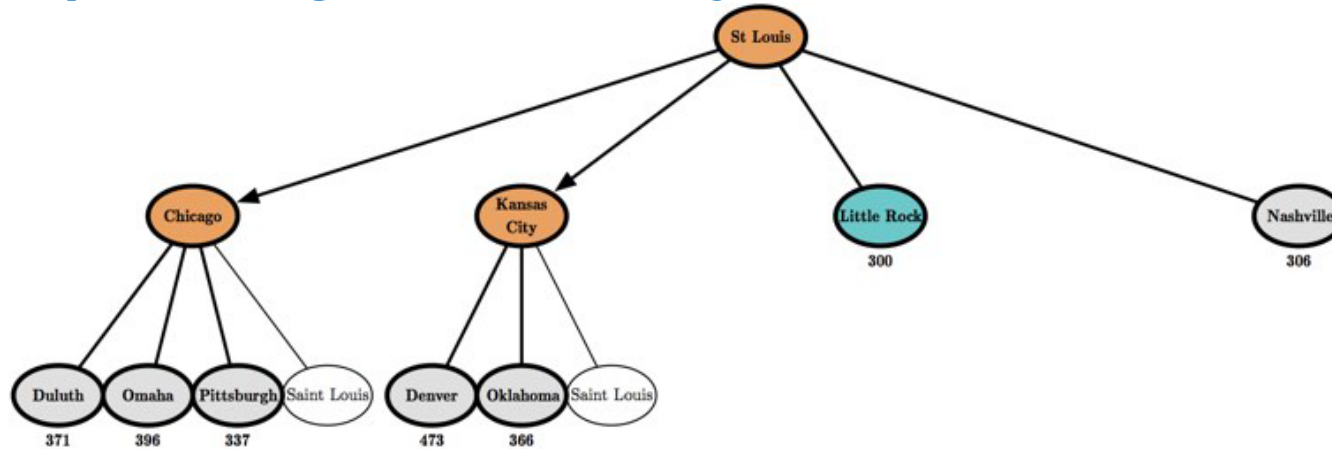 St Louis
Chicago
Kansas
City
Little Rock
Nashville
300
306
Duluth
Omaha
Pittsburgh
Saint Louis
Denver
Oklahoma
Saint Louis
371
396
337
473
366